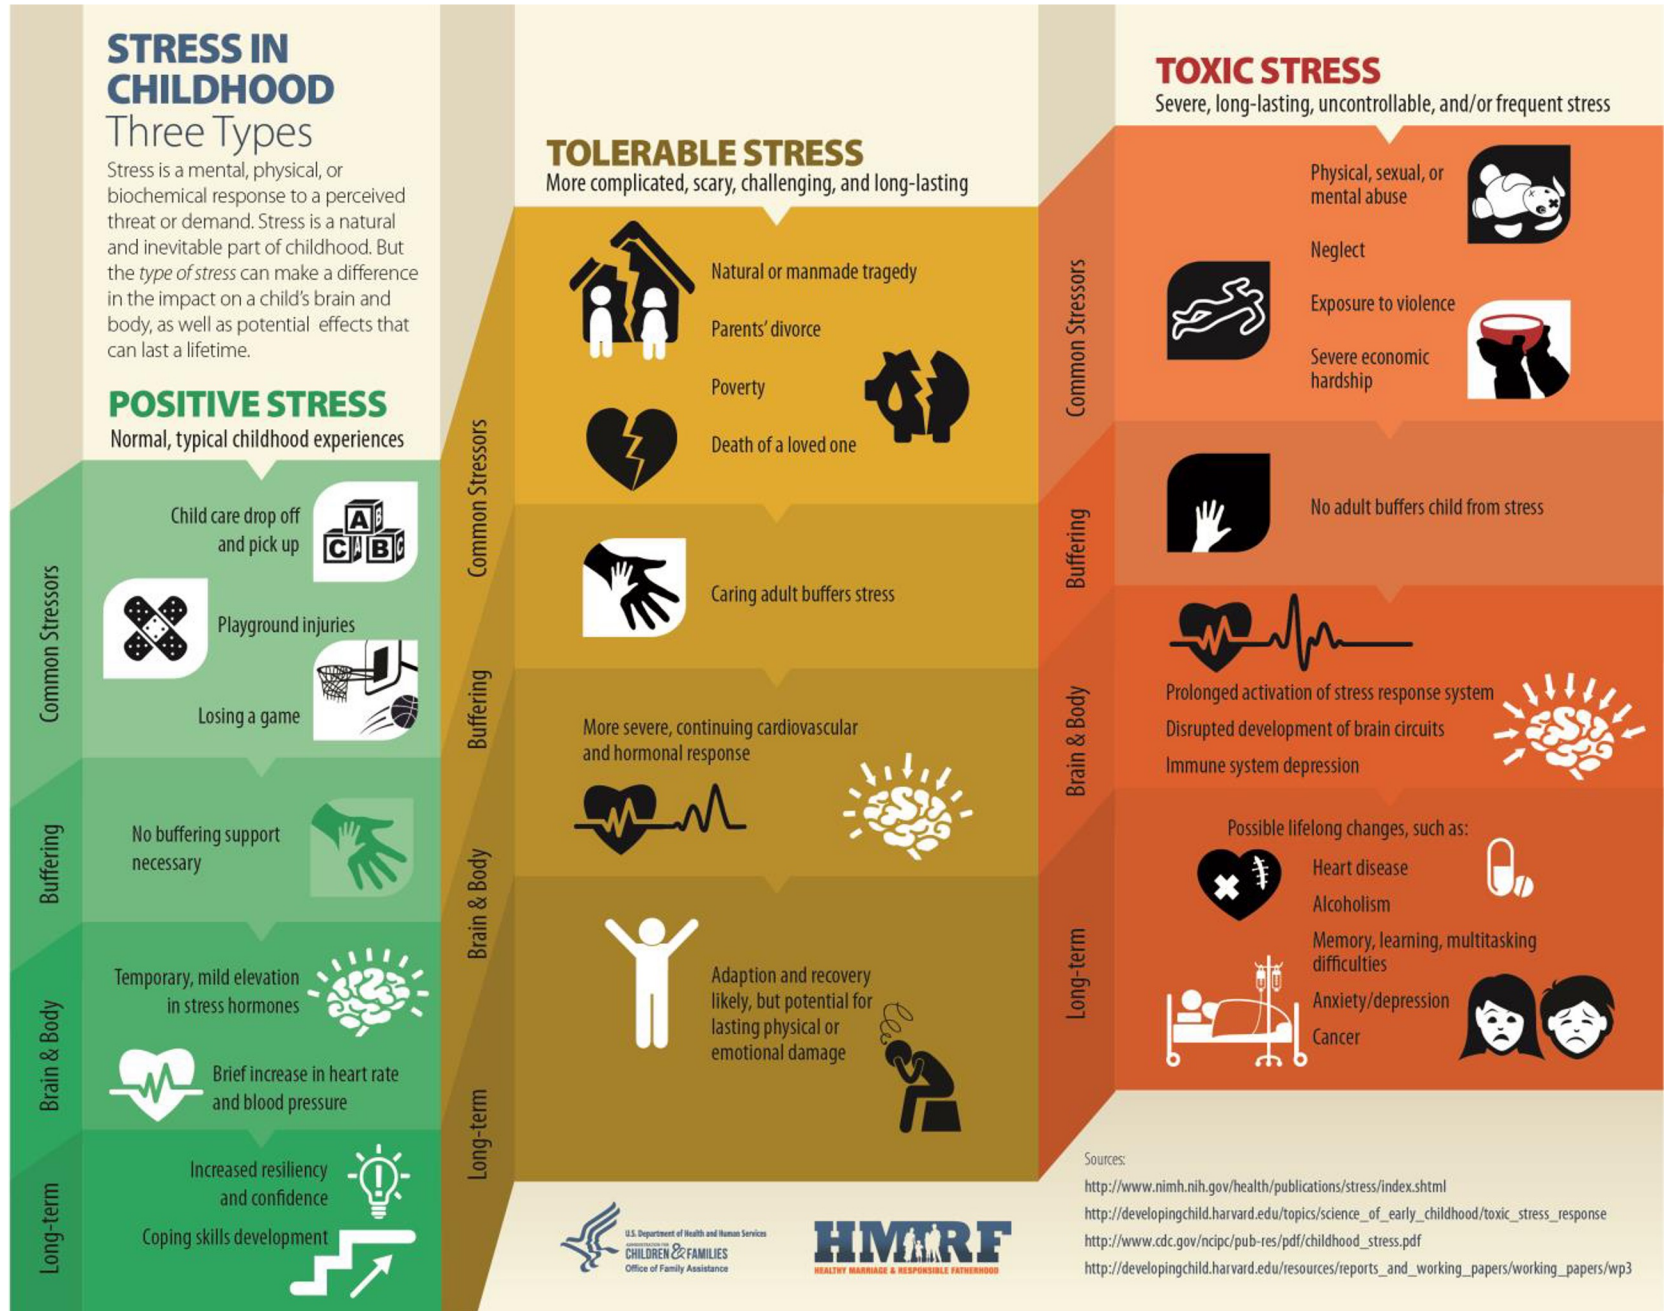 STRESS IN
CHILDHOOD
Three Types
Stress is a mental, physical, or
biochemical response to a perceived
threat or demand. Stress is a natural
and inevitable part of childhood. But
the type of stress can make a difference
in the impact on a child's brain and
body, as well as potential effects that
can last a lifetime.
POSITIVE STRESS
Normal, typical childhood experiences
Common Stressors
Child care drop off
and pick up
A
B
C
A
B
C
Playground injuries
Losing a game
Buffering
No buffering support
necessary
Brain & Body
Temporary, mild elevation
in stress hormones
Brief increase in heart rate
and blood pressure
Long-term
Increased resiliency
and confidence
Coping skills development
TOLERABLE STRESS
More complicated, scary, challenging, and long-lasting
Common Stressors
Natural or manmade tragedy
Parents' divorce
Poverty
Death of a loved one
Buffering
Caring adult buffers stress
Brain & Body
More severe, continuing cardiovascular
and hormonal response
Long-term
Adaption and recovery
likely, but potential for
lasting physical or
emotional damage
TOXIC STRESS
Severe, long-lasting, uncontrollable, and/or frequent stress
Common Stressors
Physical, sexual, or
mental abuse
Neglect
Exposure to violence
Severe economic
hardship
Buffering
No adult buffers child from stress
Brain & Body
Prolonged activation of stress response system
Disrupted development of brain circuits
Immune system depression
Long-term
Possible lifelong changes, such as:
Heart disease
Alcoholism
Memory, learning, multitasking
difficulties
Anxiety/depression
Cancer
U.S. Department of Health and Human Services
ADMINISTRATION FOR
CHILDREN & FAMILIES
Office of Family Assistance
HMRF
HEALTHY MARRIAGE & RESPONSIBLE FATHERHOOD
Sources:
http://www.nimh.nih.gov/health/publications/stress/index.shtml
http://developingchild.harvard.edu/topics/science_of_early_childhood/toxic_stress_response
http://www.cdc.gov/ncipc/pub-res/pdf/childhood_stress.pdf
http://developingchild.harvard.edu/resources/reports_and_working_papers/working_papers/wp3